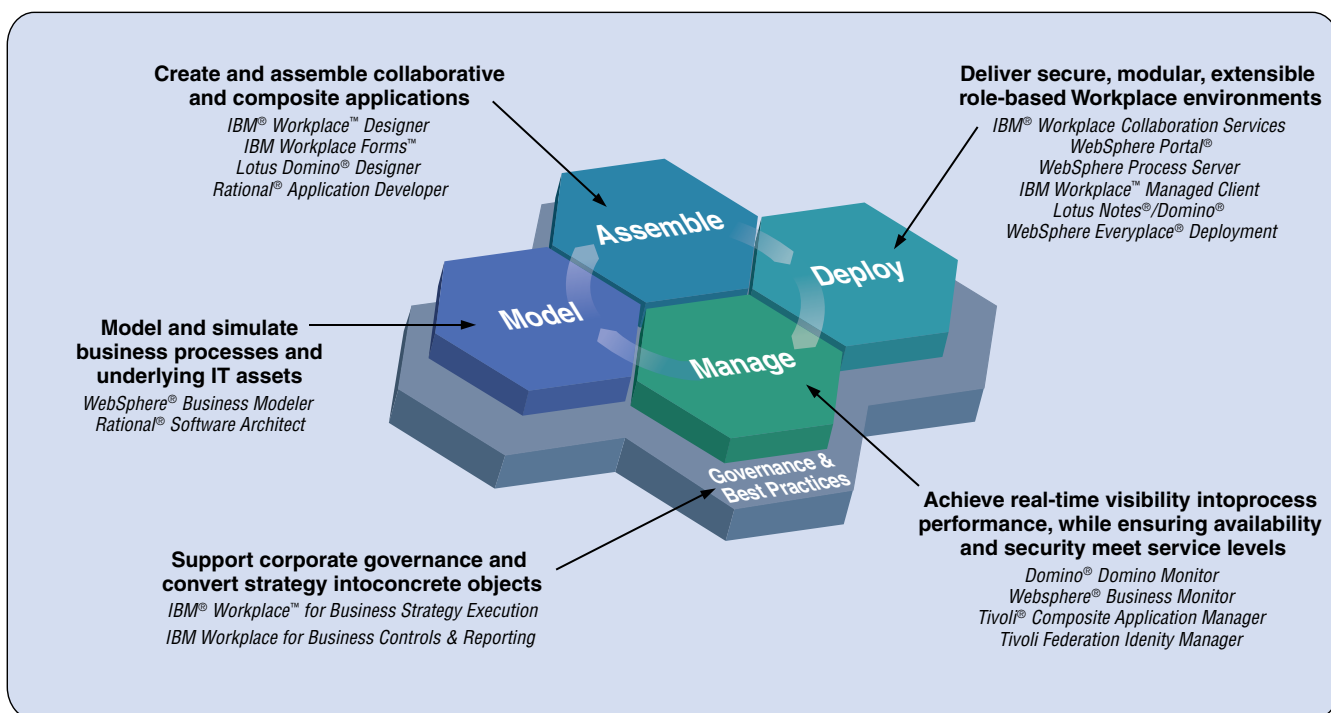 Create and assemble collaborative
and composite applications
IBM® Workplace™ Designer
IBM Workplace Forms™
Lotus Domino® Designer
Rational® Application Developer
Deliver secure, modular, extensible
role-based Workplace environments
IBM® Workplace Collaboration Services
WebSphere Portal®
WebSphere Process Server
IBM Workplace™ Managed Client
Lotus Notes®/Domino®
WebSphere Everyplace® Deployment
Assemble
Deploy
Model
Manage
Governance &
Best Practices
Model and simulate
business processes and
underlying IT assets
WebSphere® Business Modeler
Rational® Software Architect
Support corporate governance and
convert strategy intoconcrete objects
IBM® Workplace™ for Business Strategy Execution
IBM Workplace for Business Controls & Reporting
Achieve real-time visibility intoprocess
performance, while ensuring availability
and security meet service levels
Domino® Domino Monitor
Websphere® Business Monitor
Tivoli® Composite Application Manager
Tivoli Federation Idenity Manager